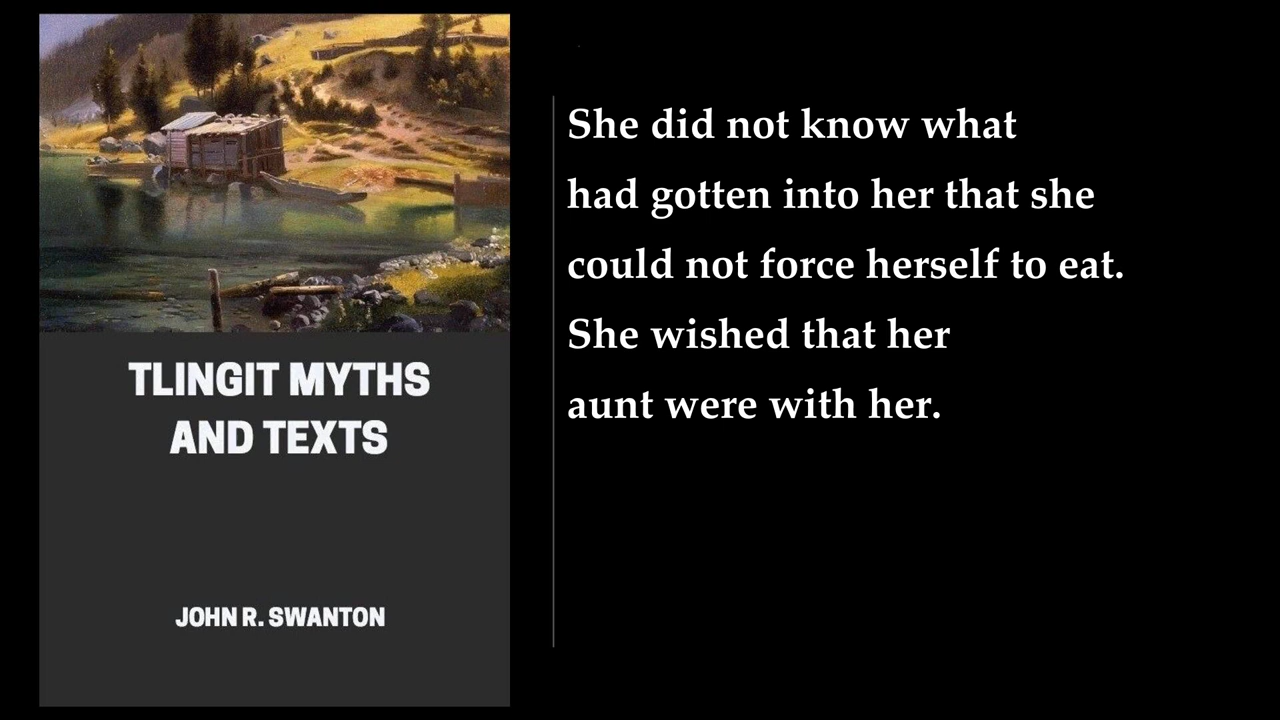 TLINGIT MYTHS
AND TEXTS
JOHN R. SWANTON
She did not know what
had gotten into her that she
could not force herself to eat.
She wished that her
aunt were with her.